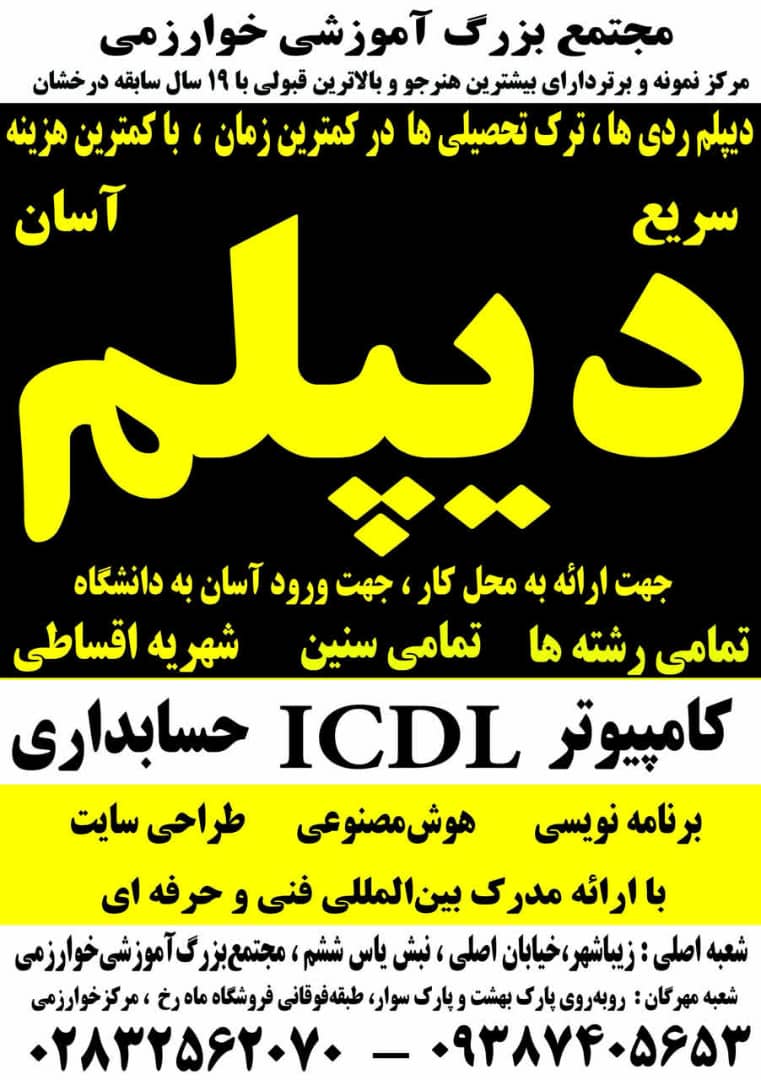 مجتمع بزرگ آموزشی خوارزمی
مرکز نمونه و برتر دارای بیشترین هنرجو و بالاترین قبولی با ۱۹ سال سابقه درخشان
دیپلم ردی ها ، ترک تحصیلی ها در کمترین زمان ، با کمترین هزینه
سریع آسان
دیپلم
جهت ارائه به محل کار ، جهت ورود آسان به دانشگاه
تمامی رشته ها تمامی سنین شهریه اقساطی
کامپیوتر ICDL حسابداری
برنامه نویسی هوش‌مصنوعی طراحی سایت
با ارائه مدرک بین‌المللی فنی و حرفه ای
شعبه اصلی : زیباشهر،خیابان اصلی ، نبش یاس ششم ، مجتمع‌بزرگ‌آموزشی‌خوارزمی
شعبه مهرگان : روبه‌روی پارک بهشت و پارک سوار، طبقه‌فوقانی فروشگاه ماه رخ ، مرکزخوارزمی
۰۲۸۳۲۵۶۲۰۷۰ – ۰۹۳۸۷۴۰۵۶۵۳